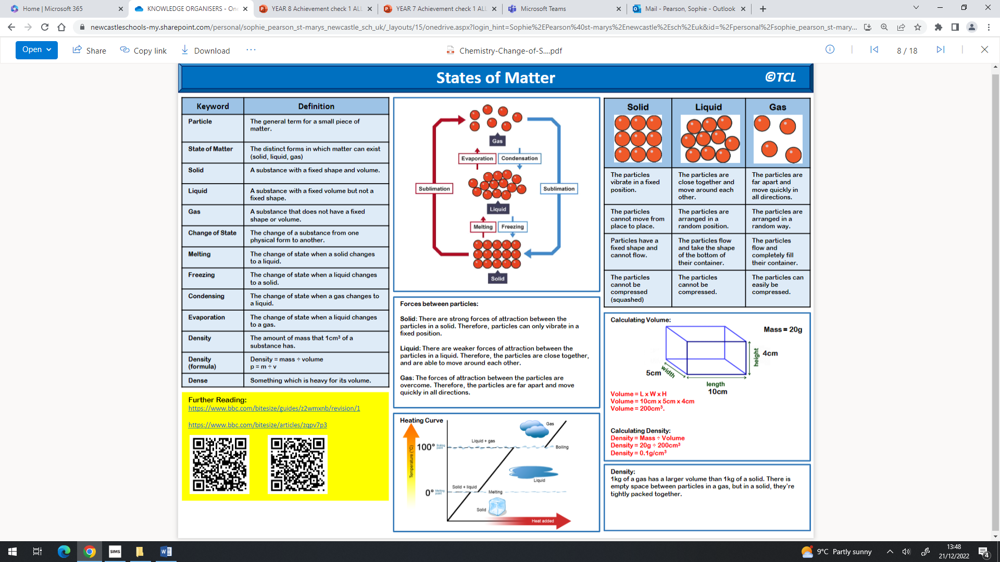 Home | Microsoft 365
KNOWLEDGE ORGANISERS - One
YEAR 8 Achievement check 1 ALL
YEAR 7 Achievement check 1 ALL
Microsoft Teams
Mail - Pearson, Sophie - Outlook
newcastleschools-my.sharepoint.com/personal/sophie_pearson_st-marys_newcastle_sch_uk/_layouts/15/onedrive.aspx?login_hint=Sophie%2EPearson%40st-marys%2Enewcastle%2Esch%2Euk&id=%2Fpersonal%2Fsophie_pearson_st-mary...
Open
Share
Copy link
Download
...
Chemistry-Change-of-S....pdf
8 / 18
States of Matter
©TCL
Keyword Definition
Particle
The general term for a small piece of
matter.
State of Matter
The distinct forms in which matter can exist
(solid, liquid, gas)
Solid
A substance with a fixed shape and volume.
Liquid
A substance with a fixed volume but not a
fixed shape.
Gas
A substance that does not have a fixed
shape or volume.
Change of State
The change of a substance from one
physical form to another.
Melting
The change of state when a solid changes
to a liquid.
Freezing
The change of state when a liquid changes
to a solid.
Condensing
The change of state when a gas changes to
a liquid.
Evaporation
The change of state when a liquid changes
to a gas.
Density
The amount of mass that 1cm³ of a
substance has.
Density
(formula)
Density = mass ÷ volume
p = m ÷ v
Dense
Something which is heavy for its volume.
Further Reading:
https://www.bbc.com/bitesize/guides/z2wmxnb/revision/1
https://www.bbc.com/bitesize/articles/zqpv7p3
Gas
Evaporation
Condensation
Sublimation
Sublimation
Liquid
Melting
Freezing
Solid
Forces between particles:
Solid: There are strong forces of attraction between the
particles in a solid. Therefore, particles can only vibrate in a
fixed position.
Liquid: There are weaker forces of attraction between the
particles in a liquid. Therefore, the particles are close together,
and are able to move around each other.
Gas: The forces of attraction between the particles are
overcome. Therefore, the particles are far apart and move
quickly in all directions.
Heating Curve
Temperature (°C)
100° Boiling
point
0° Melting
point
Liquid + gas
Gas
Boiling
Liquid
Solid + liquid
Melting
Solid
Heat added
Solid
Liquid
Gas
The particles
vibrate in a fixed
position.
The particles are
close together and
move around each
other.
The particles are
far apart and
move quickly in
all directions.
The particles
cannot move from
place to place.
The particles are
arranged in a
random position.
The particles are
arranged in a
random way.
Particles have a
fixed shape and
cannot flow.
The particles flow
and take the shape
of the bottom of
their container.
The particles
flow and
completely fill
their container.
The particles
cannot be
compressed
(squashed)
The particles
cannot be
compressed.
The particles can
easily be
compressed.
Calculating Volume:
Mass = 20g
height
4cm
5cm
width
length
10cm
Volume = L x W x H
Volume = 10cm x 5cm x 4cm
Volume = 200cm³.
Calculating Density:
Density = Mass ÷ Volume
Density = 20g ÷ 200cm³
Density = 0.1g/cm³
Density:
1kg of a gas has a larger volume than 1kg of a solid. There is
empty space between particles in a gas, but in a solid, they're
tightly packed together.
SIMS
9°C Partly sunny
13:48
21/12/2022
4